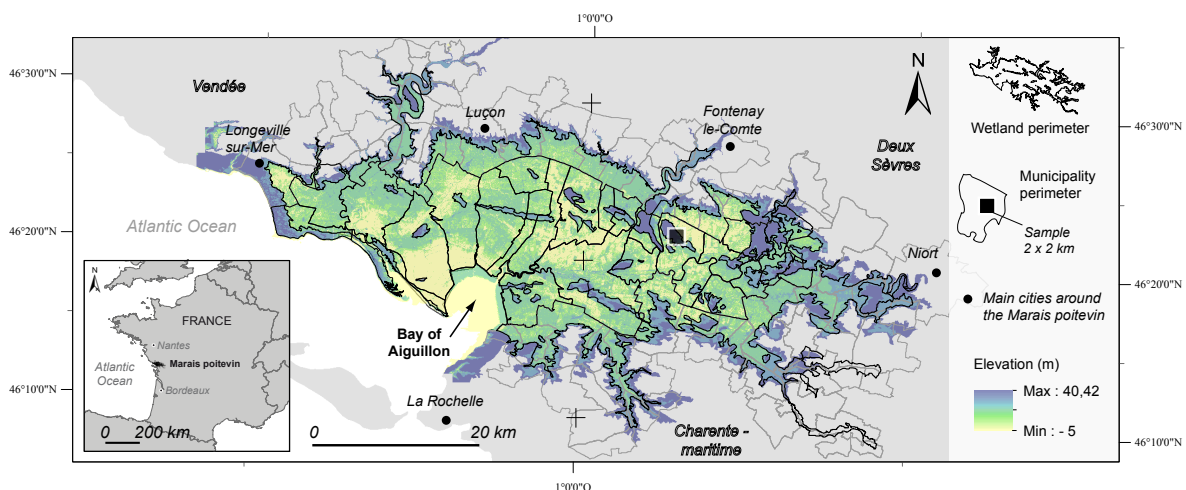 1°0'0"O
46°30'0"N
46°20'0"N
46°10'0"N
Vendée
Longeville
sur-Mer
Luçon
Fontenay
le-Comte
Deux
Sèvres
Niort
Atlantic Ocean
Bay of
Aiguillon
La Rochelle
Charente -
maritime
N
0
20 km
N
FRANCE
Nantes
Marais poitevin
Atlantic
Ocean
Bordeaux
0 200 km
Wetland perimeter
Municipality
perimeter
Sample
2 x 2 km
Main cities around
the Marais poitevin
Elevation (m)
Max : 40,42
Min : - 5
46°30'0"N
46°20'0"N
46°10'0"N
1°0'0"O